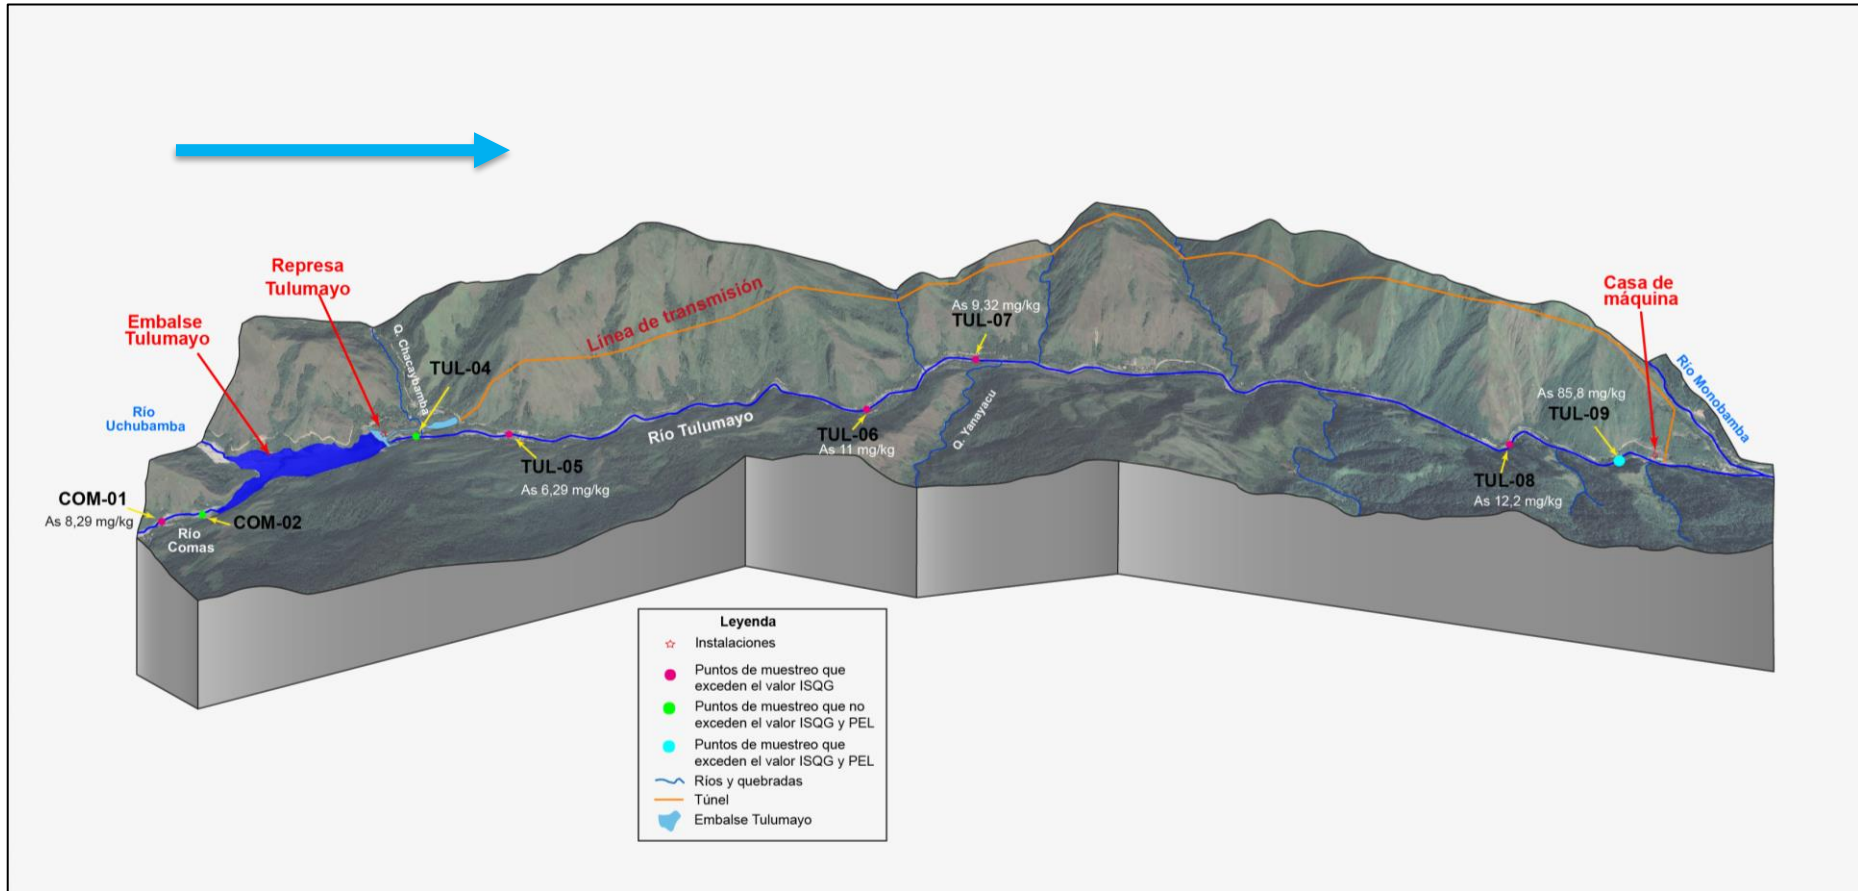 Represa
Tulumayo
Embalse
Tulumayo
Río
Uchubamba
Q. Chacaybamba
TUL-04
Línea de transmisión
As 9,32 mg/kg
TUL-07
Casa de
máquina
As 85,8 mg/kg
TUL-09
Río Monobamba
COM-01
As 8,29 mg/kg
COM-02
Río
Comas
TUL-05
As 6,29 mg/kg
Río Tulumayo
TUL-06
As 11 mg/kg
Q. Yanayacu
TUL-08
As 12,2 mg/kg
Leyenda
Instalaciones
Puntos de muestreo que
exceden el valor ISQG
Puntos de muestreo que no
exceden el valor ISQG y PEL
Puntos de muestreo que
exceden el valor ISQG y PEL
Ríos y quebradas
Túnel
Embalse Tulumayo